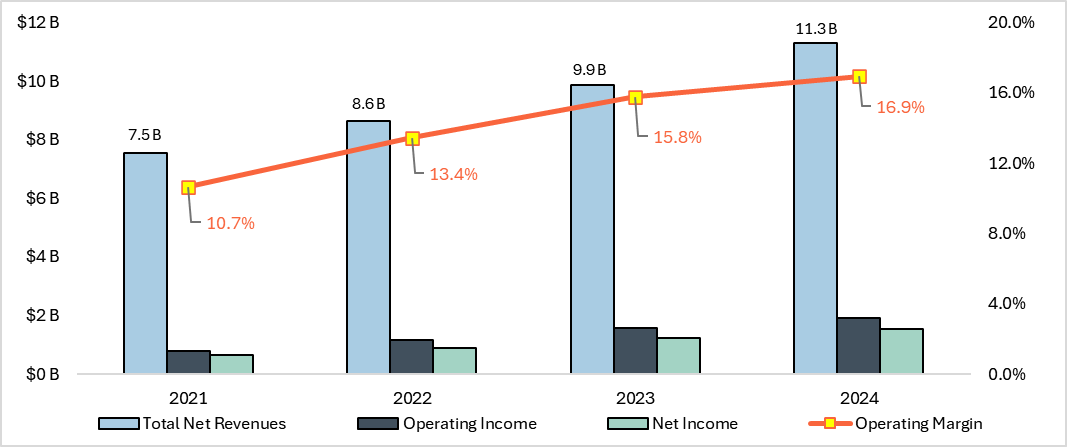 $12 B
$10 B
$8 B
$6 B
$4 B
$2 B
$0 B
7.5 B
8.6 B
9.9 B
11.3 B
10.7%
13.4%
15.8%
16.9%
20.0%
16.0%
12.0%
8.0%
4.0%
0.0%
2021 2022 2023 2024
Total Net Revenues Operating Income Net Income Operating Margin